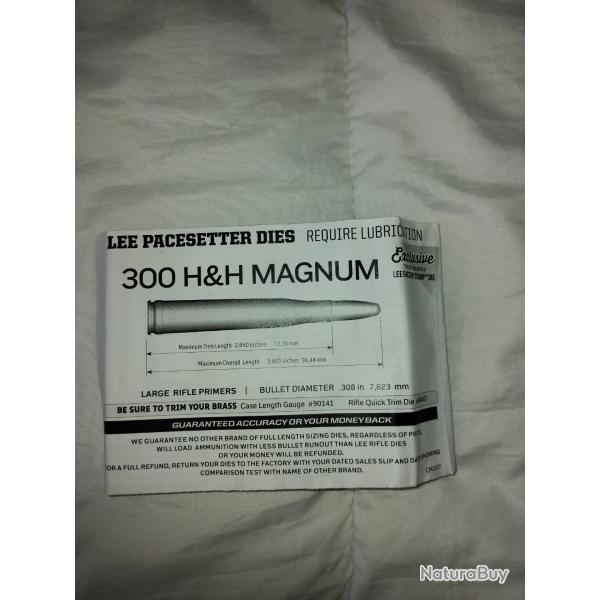 LEE PACESETTER DIES REQUIRE LUBRICATION
Exclusive
300 H&H MAGNUM
Maximum Trim Length 2.850 inches
Maximum Overall Length 3.600 inches 91,44 mm
LARGE RIFLE PRIMERS | BULLET DIAMETER .308 in 7,823 mm
BE SURE TO TRIM YOUR BRASS Case Length Gauge #90141 Rifle Quick Trim Die
GUARANTEED ACCURACY OR YOUR MONEY BACK
WE GUARANTEE NO OTHER BRAND OF FULL LENGTH SIZING DIES, REGARDLESS OF PRICE,
WILL LOAD AMMUNITION WITH LESS BULLET RUNOUT THAN LEE RIFLE DIES
OR YOUR MONEY WILL BE REFUNDED.
OR A FULL REFUND, RETURN YOUR DIES TO THE FACTORY WITH YOUR DATED SALES SLIP AND SHOWING
COMPARISON TEST WITH NAME OF OTHER BRAND.
NaturaBuy